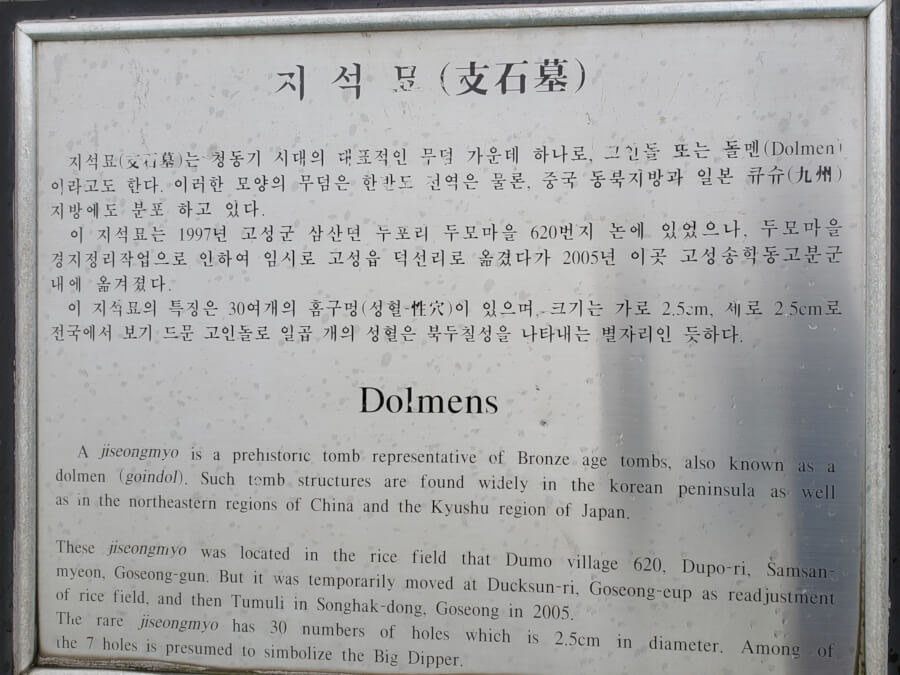 지석묘(支石墓)
지석묘(支石墓)는 청동기 시대의 대표적인 무덤 가운데 하나로, 고인돌 또는 돌멘(Dolmen)
이라고도 한다. 이러한 모양의 무덤은 한반도 전역은 물론, 중국 동북지방과 일본 큐슈(九州)
지방에도 분포 하고 있다.
이 지석묘는 1997년 고성군 삼산면 두포리 두모마을 620번지 논에 있었으나, 두모마을
경지정리작업으로 인하여 임시로 고성읍 덕선리로 옮겼다가 2005년 이곳 고성송학동고분군
내에 옮겨졌다.
이 지석묘의 특징은 30여개의 홈구멍(성혈-性穴)이 있으며, 크기는 가로 2.5cm, 세로 2.5cm로
전국에서 보기 드문 고인돌로 일곱 개의 성혈은 북두칠성을 나타내는 별자리인 듯하다.
Dolmens
A jiseongmyo is a prehistoric tomb representative of Bronze age tombs, also known as a
dolmen (goindol). Such tomb structures are found widely in the korean peninsula as well
as in the northeastern regions of China and the Kyushu region of Japan.
These jiseongmyo was located in the rice field that Dumo village 620, Dupo-ri, Samsan-
myeon, Goseong-gun. But it was temporarily moved at Ducksun-ri, Goseong-eup as readjustment
of rice field, and then Tumuli in Songhak-dong, Goseong in 2005.
The rare jiseongmyo has 30 numbers of holes which is 2.5cm in diameter. Among of
the 7 holes is presumed to simbolize the Big Dipper.